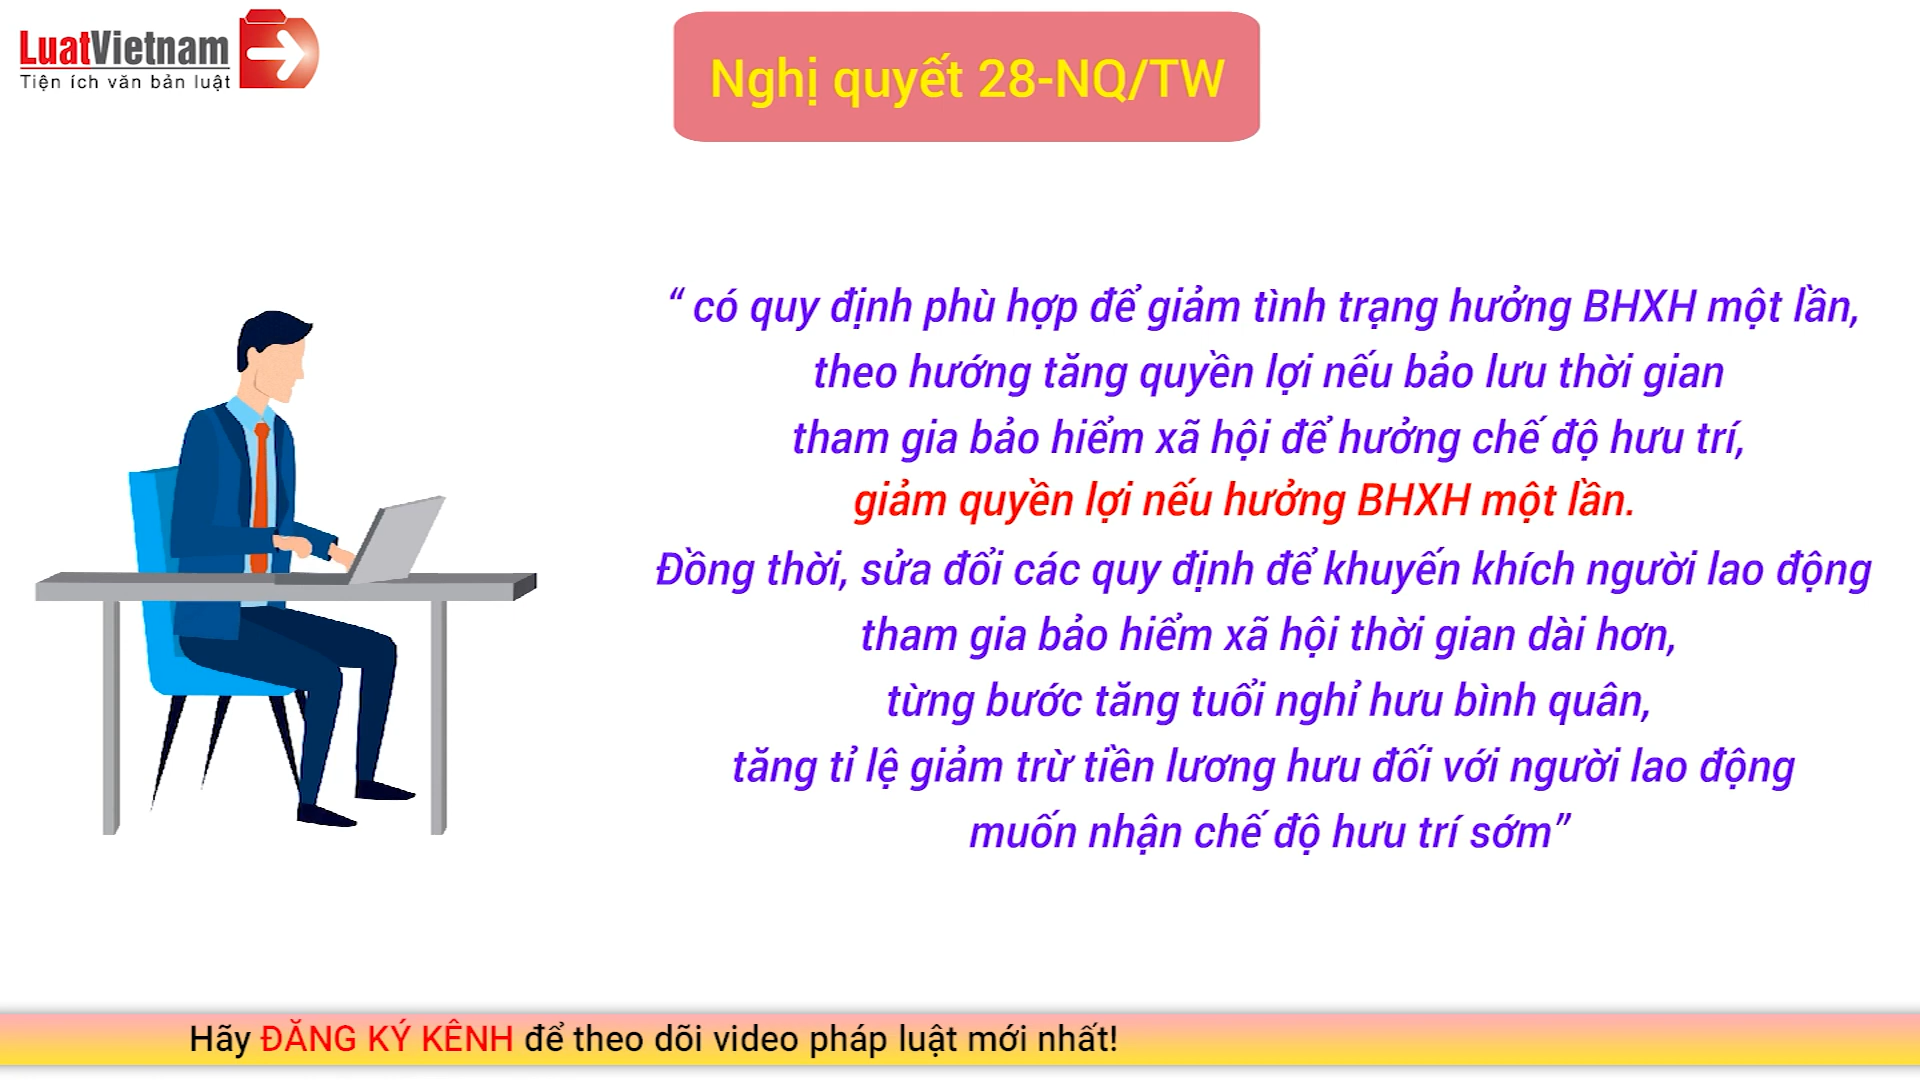 LuatVietnam
Tiện ích văn bản luật
Nghị quyết 28-NQ/TW
“ có quy định phù hợp để giảm tình trạng hưởng BHXH một lần,
theo hướng tăng quyền lợi nếu bảo lưu thời gian
tham gia bảo hiểm xã hội để hưởng chế độ hưu trí,
giảm quyền lợi nếu hưởng BHXH một lần.
Đồng thời, sửa đổi các quy định để khuyến khích người lao động
tham gia bảo hiểm xã hội thời gian dài hơn,
từng bước tăng tuổi nghỉ hưu bình quân,
tăng tỉ lệ giảm trừ tiền lương hưu đối với người lao động
muốn nhận chế độ hưu trí sớm”
Hãy ĐĂNG KÝ KÊNH để theo dõi video pháp luật mới nhất!